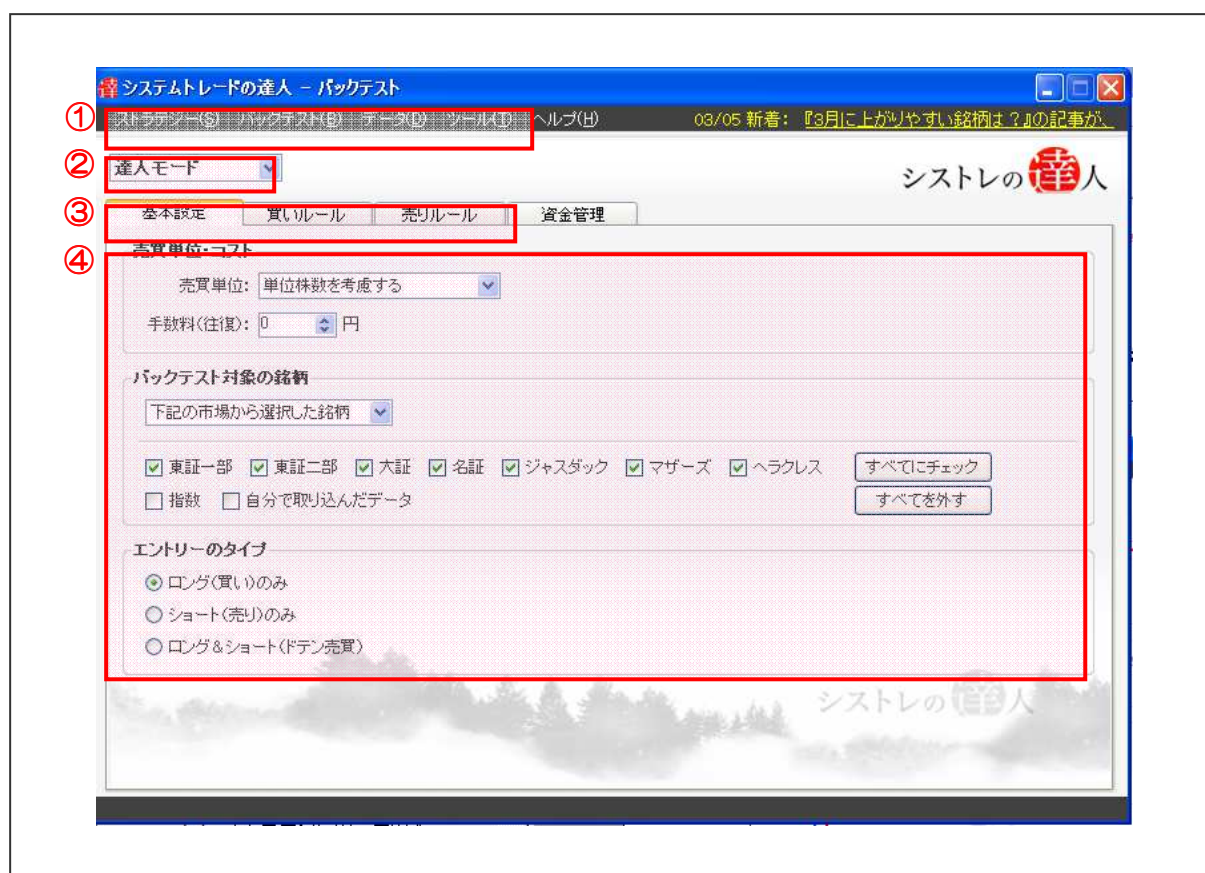 システムトレードの達人 - バックテスト
① ストラテジー(S) バックテスト(B) データ(D) ツール(T) ヘルプ(H) 03/05 新着: 『3月に上がりやすい銘柄は？』の記事が、
② 達人モード
シストレの達人
③ 基本設定 買いルール 売りルール 資金管理
④ 売買単位・コスト
売買単位: 単位株数を考慮する
手数料(往復): 0 円
バックテスト対象の銘柄
下記の市場から選択した銘柄
東証一部 東証二部 大証 名証 ジャスダック マザーズ ヘラクレス すべてにチェック
指数 自分で取り込んだデータ すべてを外す
エントリーのタイプ
ロング(買い)のみ
ショート(売り)のみ
ロング&ショート(ドテン売買)
シストレの達人